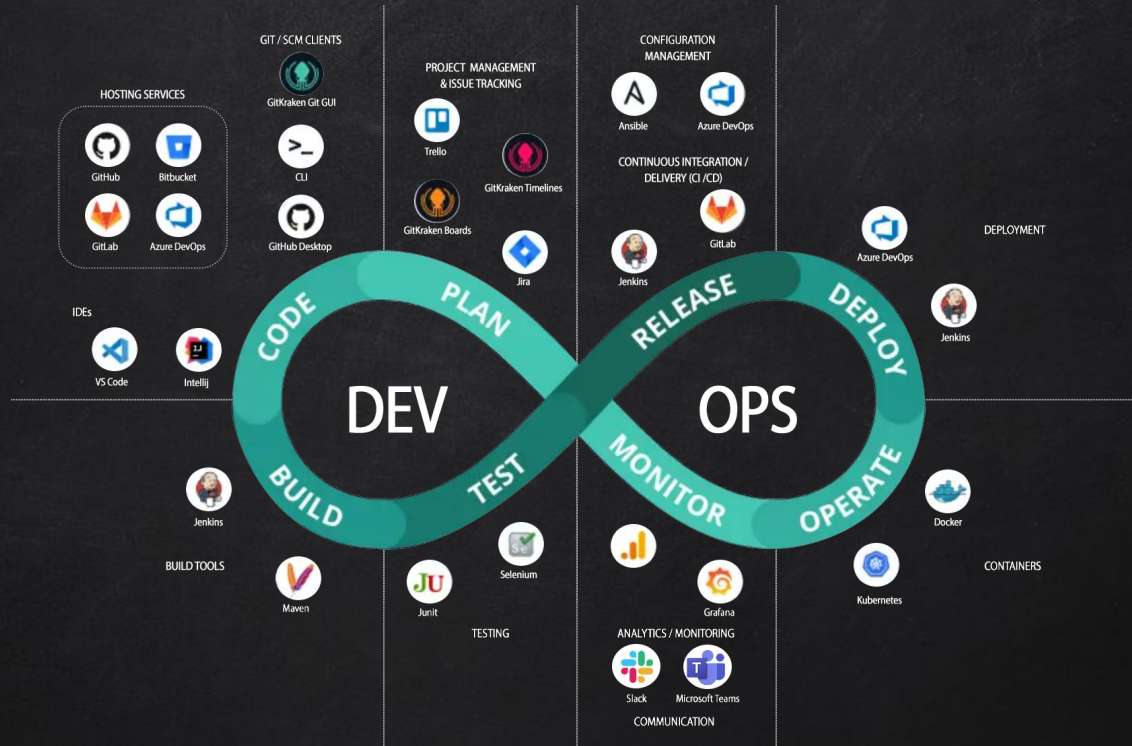 GIT / SCM CLIENTS
GitKraken Git GUI
CLI
GitHub Desktop
HOSTING SERVICES
GitHub
Bitbucket
GitLab
Azure DevOps
IDEs
VS Code
Intellij
PROJECT MANAGEMENT
& ISSUE TRACKING
Trello
GitKraken Timelines
GitKraken Boards
Jira
CONFIGURATION
MANAGEMENT
Ansible
Azure DevOps
CONTINUOUS INTEGRATION /
DELIVERY (CI /CD)
GitLab
Jenkins
Azure DevOps
DEPLOYMENT
Jenkins
CODE
PLAN
RELEASE
DEPLOY
DEV
OPS
BUILD
TEST
MONITOR
OPERATE
Jenkins
BUILD TOOLS
Maven
JU
Junit
Se
Selenium
TESTING
Grafana
ANALYTICS / MONITORING
Slack
T
Microsoft Teams
COMMUNICATION
Docker
Kubernetes
CONTAINERS